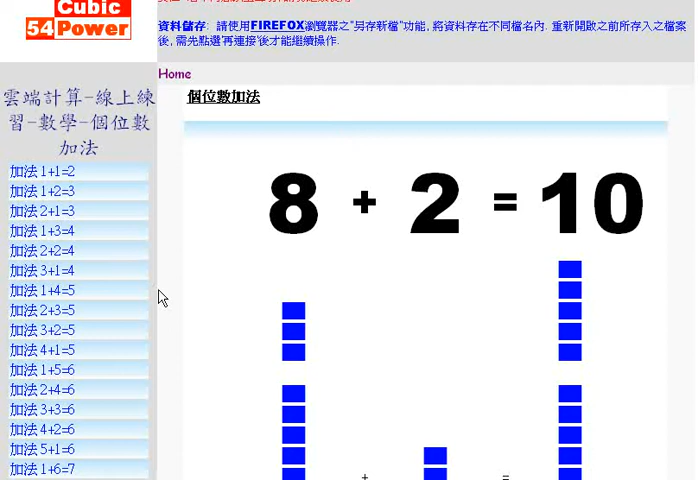 Cubic
54 Power
資料儲存: 請使用FIREFOX瀏覽器之"另存新檔"功能, 將資料存在不同檔名內. 重新開啟之前所存入之檔案
後, 需先點選'再連接'後才能繼續操作.
Home
雲端計算-線上練
習-數學-個位數
加法
個位數加法
8 + 2 = 10
加法 1+1=2
加法 1+2=3
加法 2+1=3
加法 1+3=4
加法 2+2=4
加法 3+1=4
加法 1+4=5
加法 2+3=5
加法 3+2=5
加法 4+1=5
加法 1+5=6
加法 2+4=6
加法 3+3=6
加法 4+2=6
加法 5+1=6
加法 1+6=7
+ =